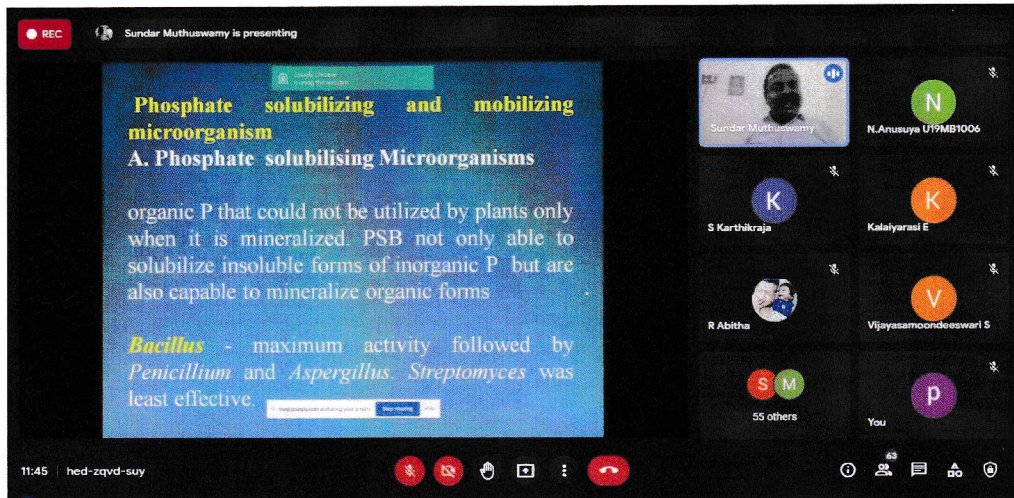 REC
Sundar Muthuswamy is presenting
Phosphate solubilizing and mobilizing
microorganism
A. Phosphate solubilising Microorganisms
organic P that could not be utilized by plants only
when it is mineralized. PSB not only able to
solubilize insoluble forms of inorganic P but are
also capable to mineralize organic forms
Bacillus - maximum activity followed by
Penicillium and Aspergillus. Streptomyces was
least effective.
Stop sharing
Sundar Muthuswamy
N
N.Anusuya U19MB1006
K
S Karthikraja
K
Kalaiyarasi E
R Abitha
V
Vijayasamoondeeswari S
S M
55 others
p
You
11:45 hed-zqvd-suy
63